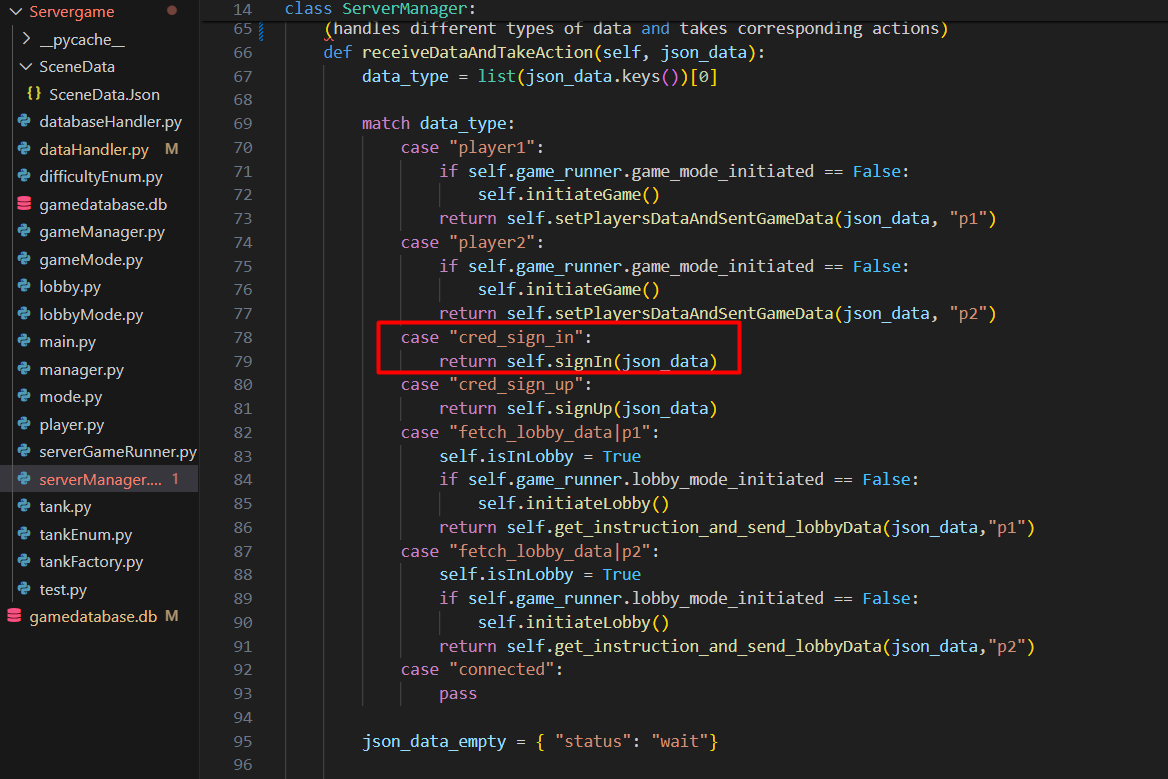 Servergame
__pycache__
SceneData
{} SceneData.Json
databaseHandler.py
dataHandler.py M
difficultyEnum.py
gamedatabase.db
gameManager.py
gameMode.py
lobby.py
lobbyMode.py
main.py
manager.py
mode.py
player.py
serverGameRunner.py
serverManager.... 1
tank.py
tankEnum.py
tankFactory.py
test.py
gamedatabase.db M
14 class ServerManager:
65 (handles different types of data and takes corresponding actions)
66 def receiveDataAndTakeAction(self, json_data):
67 data_type = list(json_data.keys())[0]
68
69 match data_type:
70 case "player1":
71 if self.game_runner.game_mode_initiated == False:
72 self.initiateGame()
73 return self.setPlayersDataAndSentGameData(json_data, "p1")
74 case "player2":
75 if self.game_runner.game_mode_initiated == False:
76 self.initiateGame()
77 return self.setPlayersDataAndSentGameData(json_data, "p2")
78 case "cred_sign_in":
79 return self.signIn(json_data)
80 case "cred_sign_up":
81 return self.signUp(json_data)
82 case "fetch_lobby_data|p1":
83 self.isInLobby = True
84 if self.game_runner.lobby_mode_initiated == False:
85 self.initiateLobby()
86 return self.get_instruction_and_send_lobbyData(json_data,"p1")
87 case "fetch_lobby_data|p2":
88 self.isInLobby = True
89 if self.game_runner.lobby_mode_initiated == False:
90 self.initiateLobby()
91 return self.get_instruction_and_send_lobbyData(json_data,"p2")
92 case "connected":
93 pass
94
95 json_data_empty = { "status": "wait"}
96